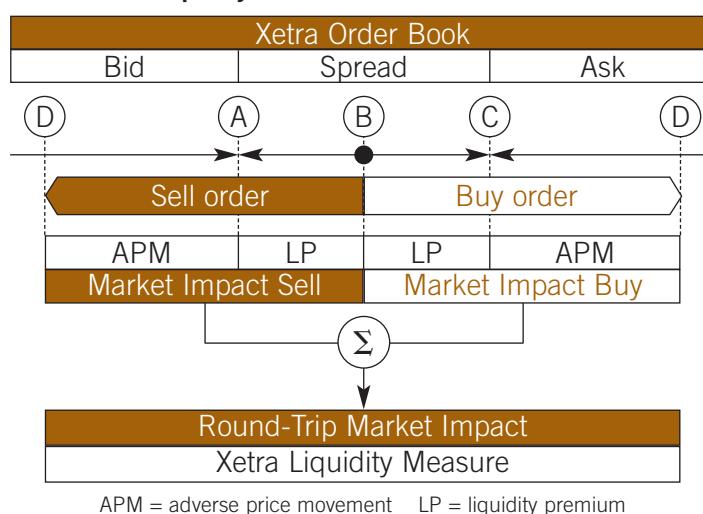 Xetra Order Book
Bid Spread Ask
D A B C D
Sell order Buy order
APM LP LP APM
Market Impact Sell Market Impact Buy
Σ
Round-Trip Market Impact
Xetra Liquidity Measure
APM = adverse price movement LP = liquidity premium